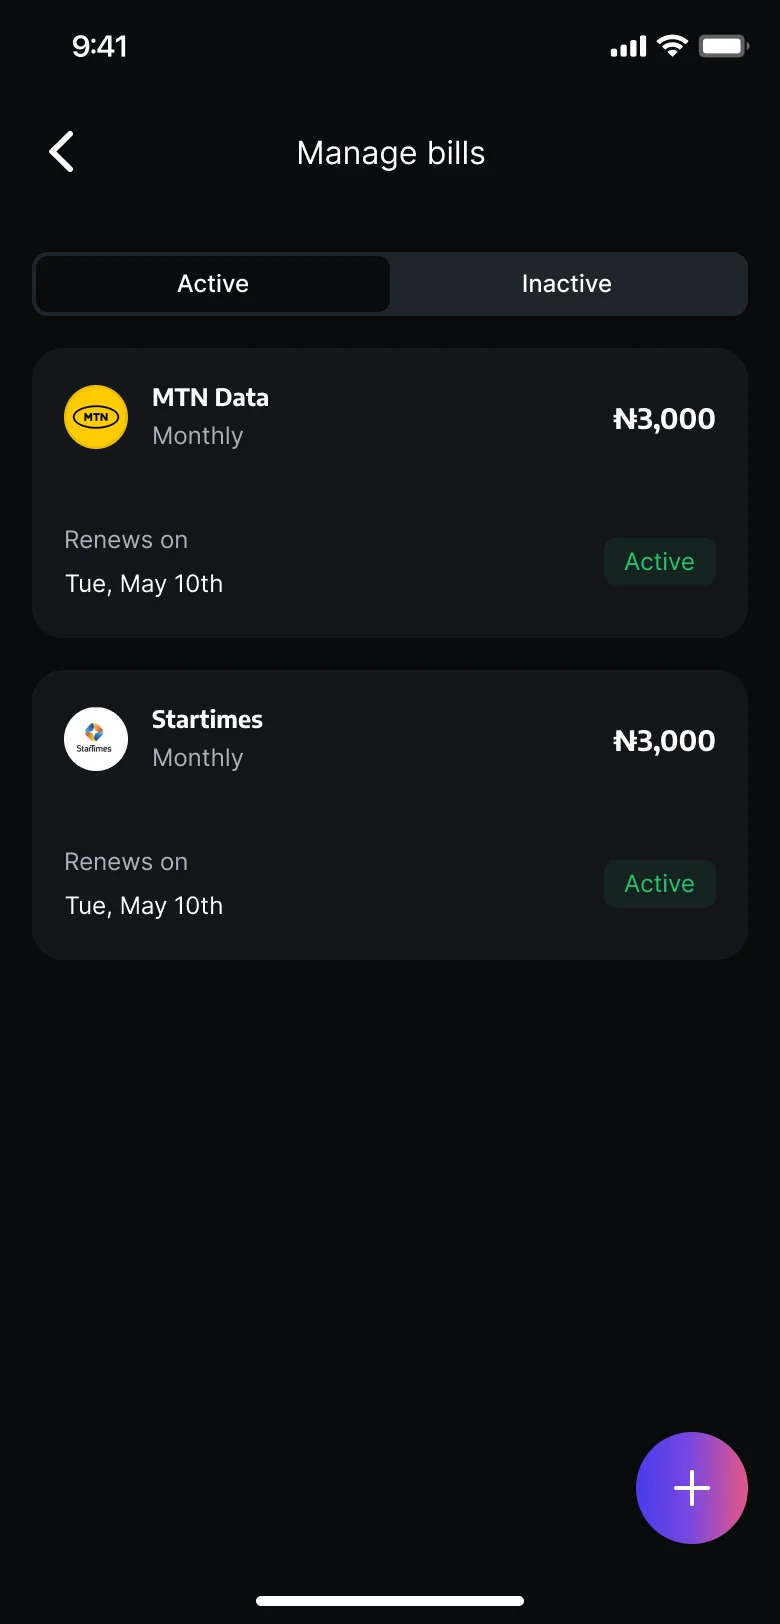 9:41
Manage bills
Active
Inactive
MTN
MTN Data
Monthly
₦3,000
Renews on
Tue, May 10th
Active
StarTimes
Startimes
Monthly
₦3,000
Renews on
Tue, May 10th
Active